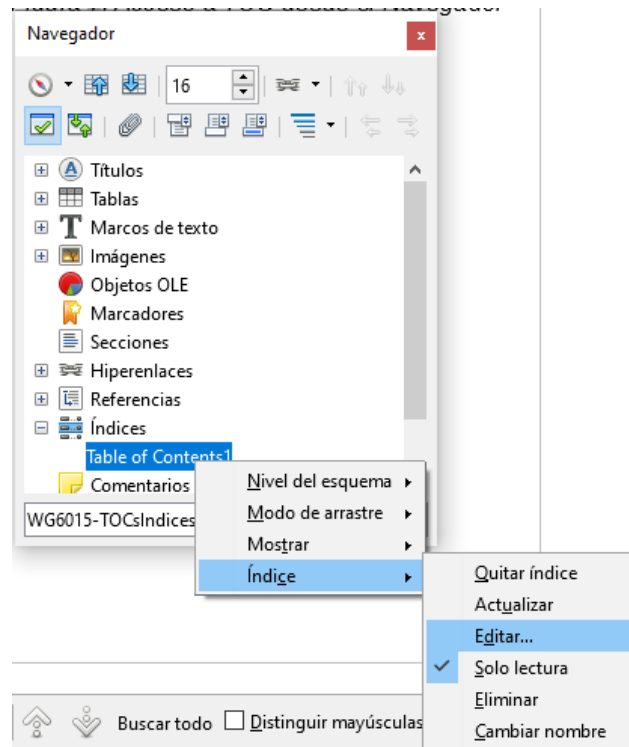 Navegador
x
16
Títulos
Tablas
Marcos de texto
Imágenes
Objetos OLE
Marcadores
Secciones
Hiperenlaces
Referencias
Índices
Table of Contents1
Comentarios
WG6015-TOCsIndices
Nivel del esquema
Modo de arrastre
Mostrar
Índice
Quitar índice
Actualizar
Editar...
Solo lectura
Eliminar
Cambiar nombre
Buscar todo
Distinguir mayúsculas